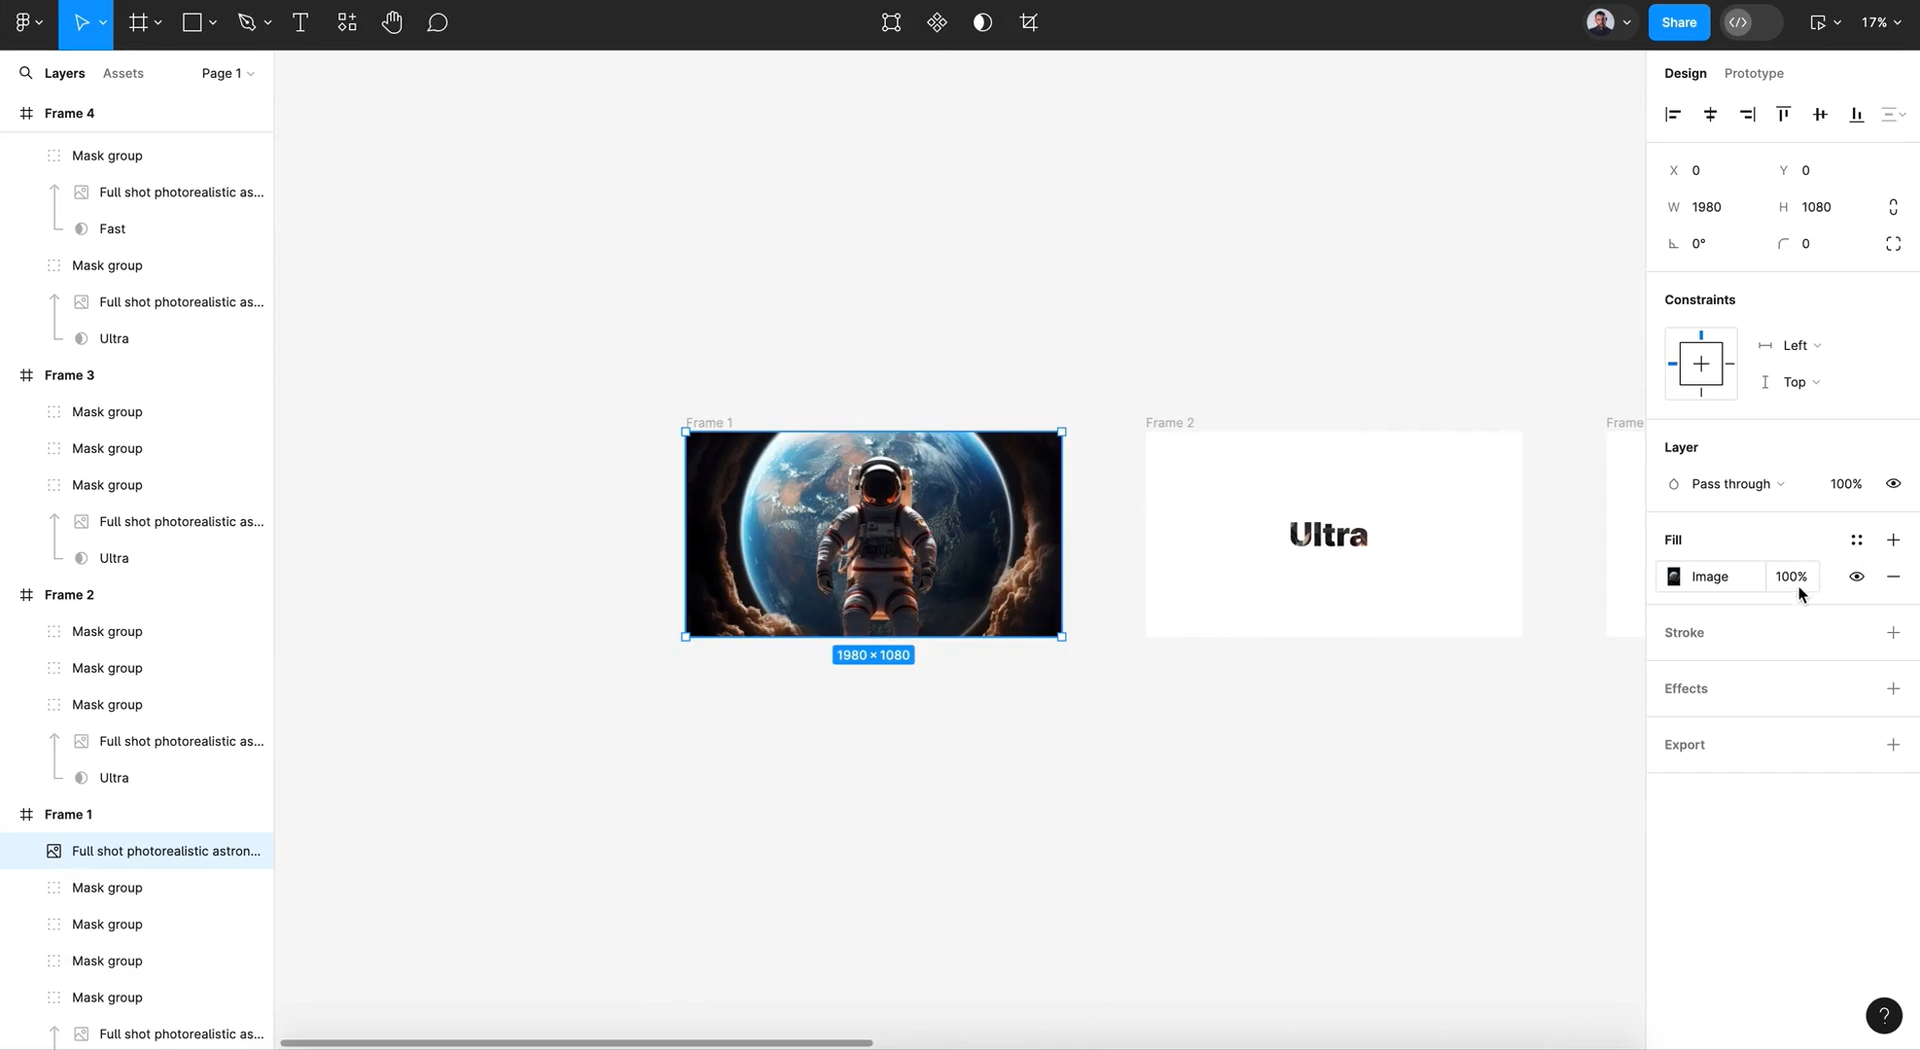 Share
17%
Layers
Assets
Page 1
Design
Prototype
Frame 4
Mask group
Full shot photorealistic as...
Fast
Mask group
Full shot photorealistic as...
Ultra
Frame 3
Mask group
Mask group
Mask group
Full shot photorealistic as...
Ultra
Frame 2
Mask group
Mask group
Mask group
Full shot photorealistic as...
Ultra
Frame 1
Full shot photorealistic astron...
Mask group
Mask group
Mask group
Mask group
Full shot photorealistic as...
Frame 1
Frame 2
Frame
Ultra
1980 × 1080
X 0
Y 0
W 1980
H 1080
0°
0
Constraints
Left
Top
Layer
Pass through
100%
Fill
Image
100%
Stroke
Effects
Export
?